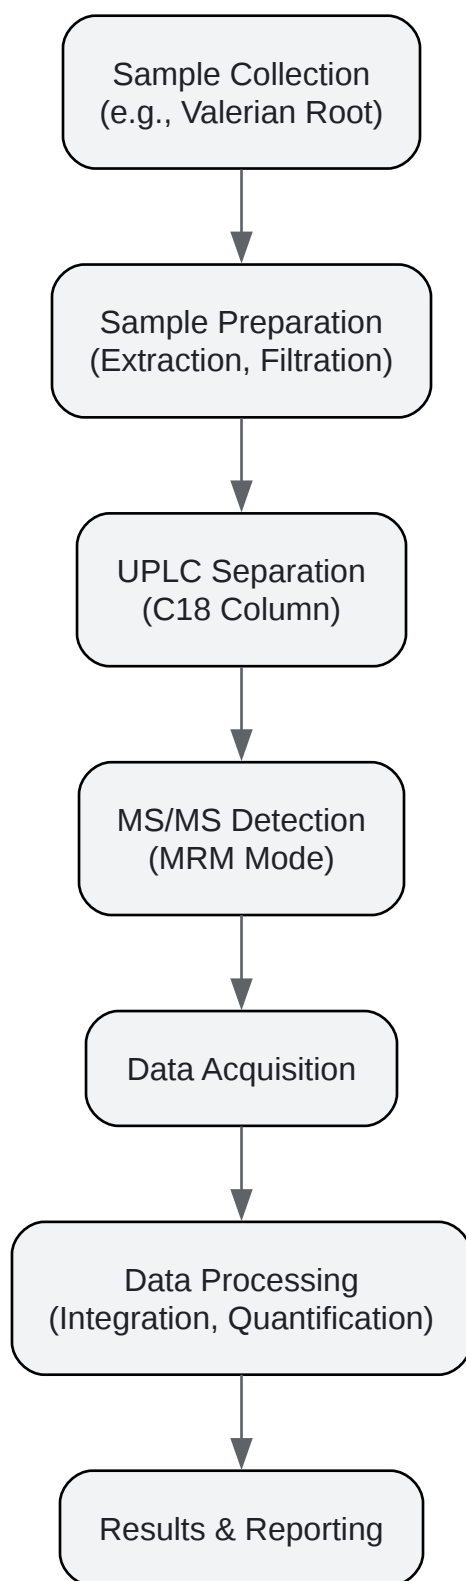 Sample Collection
(e.g., Valerian Root)
Sample Preparation
(Extraction, Filtration)
UPLC Separation
(C18 Column)
MS/MS Detection
(MRM Mode)
Data Acquisition
Data Processing
(Integration, Quantification)
Results & Reporting